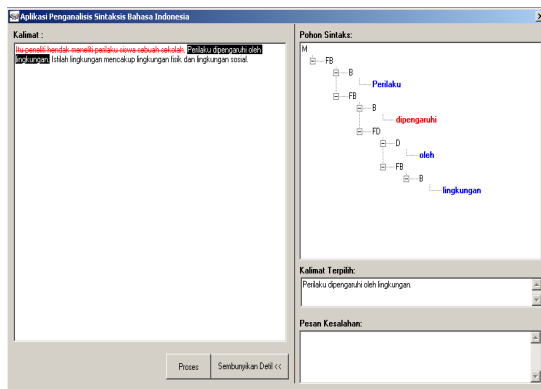 Aplikasi Penganalisis Sintaksis Bahasa Indonesia
Kalimat :
Itu peneliti hendak meneliti perilaku siswa sebuah sekolah. Perilaku dipengaruhi oleh
lingkungan. Istilah lingkungan mencakup lingkungan fisik dan lingkungan sosial.
Proses
Sembunyikan Detil <<
Pohon Sintaks:
M
FB
B
Perilaku
FB
B
dipengaruhi
FD
D
oleh
FB
B
lingkungan
Kalimat Terpilih:
Perilaku dipengaruhi oleh lingkungan.
Pesan Kesalahan: